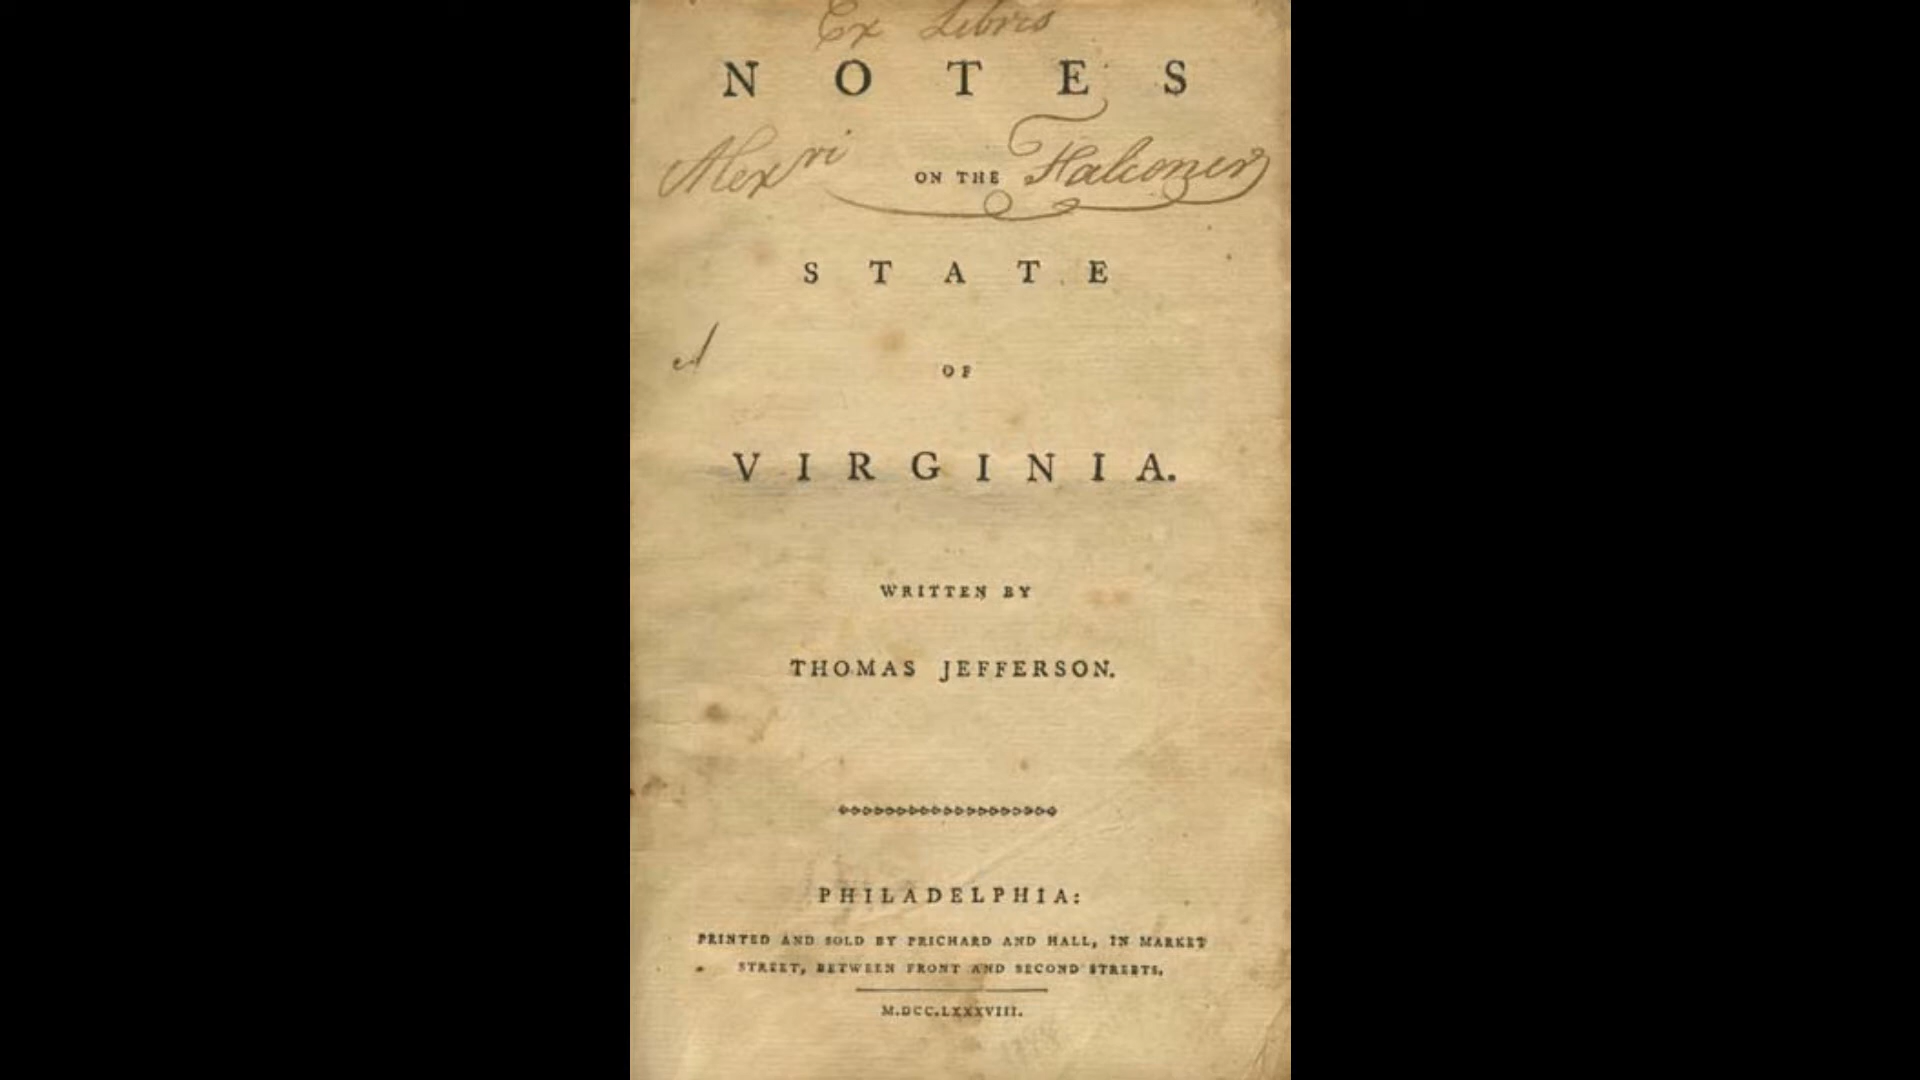 Ex Libris
N O T E S
Alexri ON THE Falconer
S T A T E
OF
V I R G I N I A.
WRITTEN BY
THOMAS JEFFERSON.
PHILADELPHIA:
PRINTED AND SOLD BY PRICHARD AND HALL, IN MARKET
STREET, BETWEEN FRONT AND SECOND STREETS.
M.DCC.LXXXVIII.